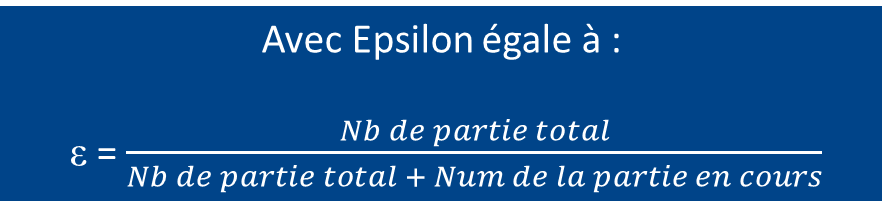 Avec Epsilon égale à :
Nb de partie total
ε =
Nb de partie total + Num de la partie en cours